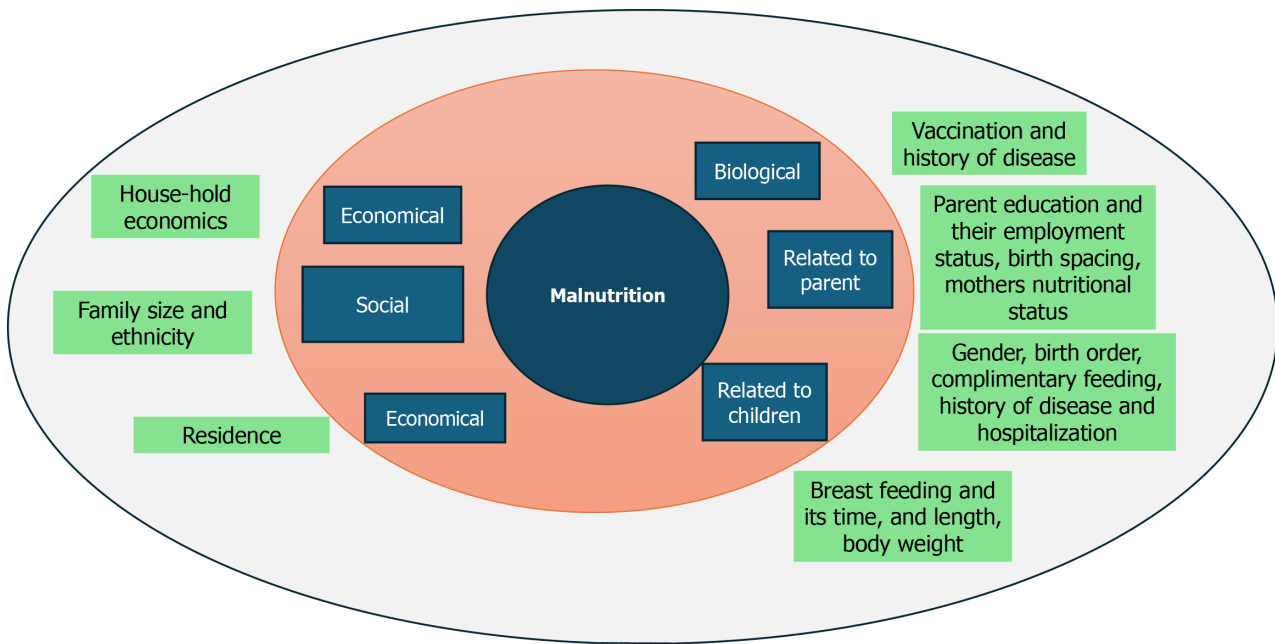 Vaccination and
history of disease
Biological
House-hold
economics
Economical
Parent education and
their employment
status, birth spacing,
mothers nutritional
status
Related to
parent
Social
Malnutrition
Family size and
ethnicity
Gender, birth order,
complimentary feeding,
history of disease and
hospitalization
Related to
children
Economical
Residence
Breast feeding and
its time, and length,
body weight